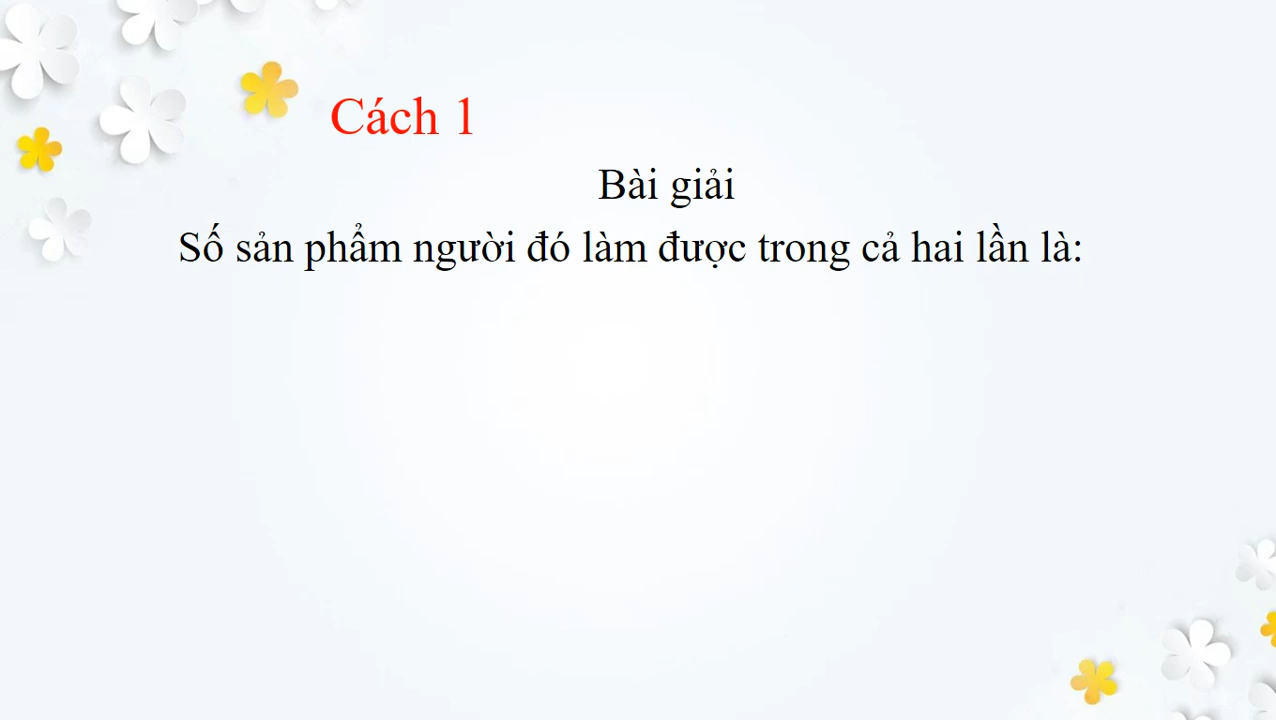 Cách 1
Bài giải
Số sản phẩm người đó làm được trong cả hai lần là: